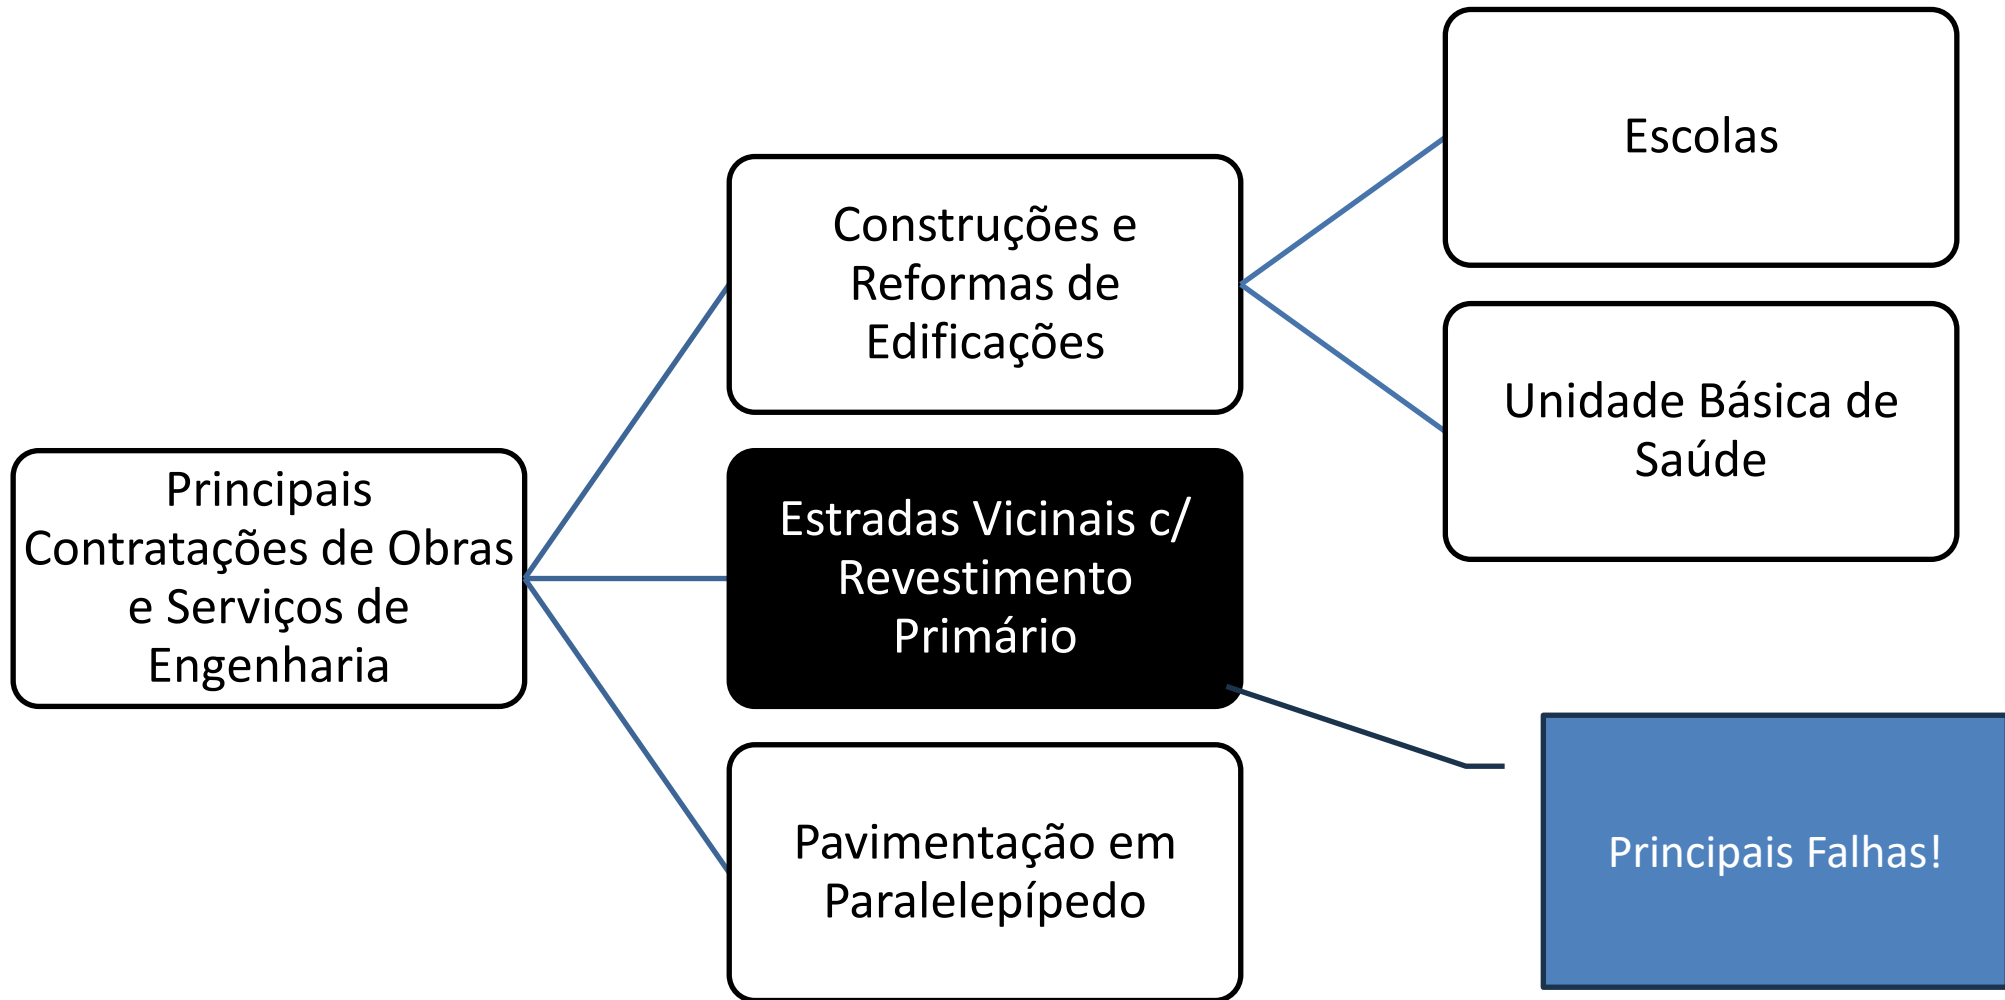 Principais
Contratações de Obras
e Serviços de
Engenharia
Construções e
Reformas de
Edificações
Estradas Vicinais c/
Revestimento
Primário
Pavimentação em
Paralelepípedo
Escolas
Unidade Básica de
Saúde
Principais Falhas!